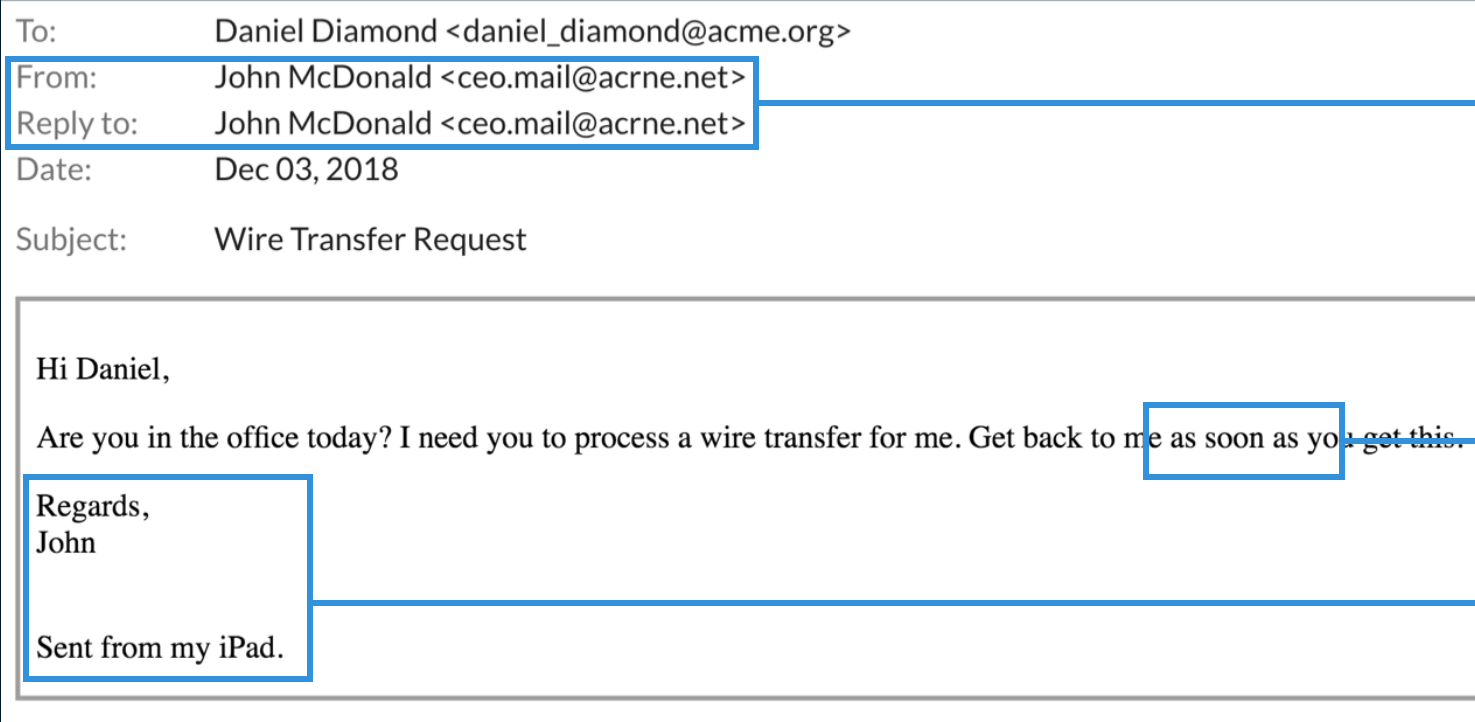 To: Daniel Diamond <daniel_diamond@acme.org>
From: John McDonald <ceo.mail@acrne.net>
Reply to: John McDonald <ceo.mail@acrne.net>
Date: Dec 03, 2018
Subject: Wire Transfer Request
Hi Daniel,
Are you in the office today? I need you to process a wire transfer for me. Get back to me as soon as you get this.
Regards,
John
Sent from my iPad.